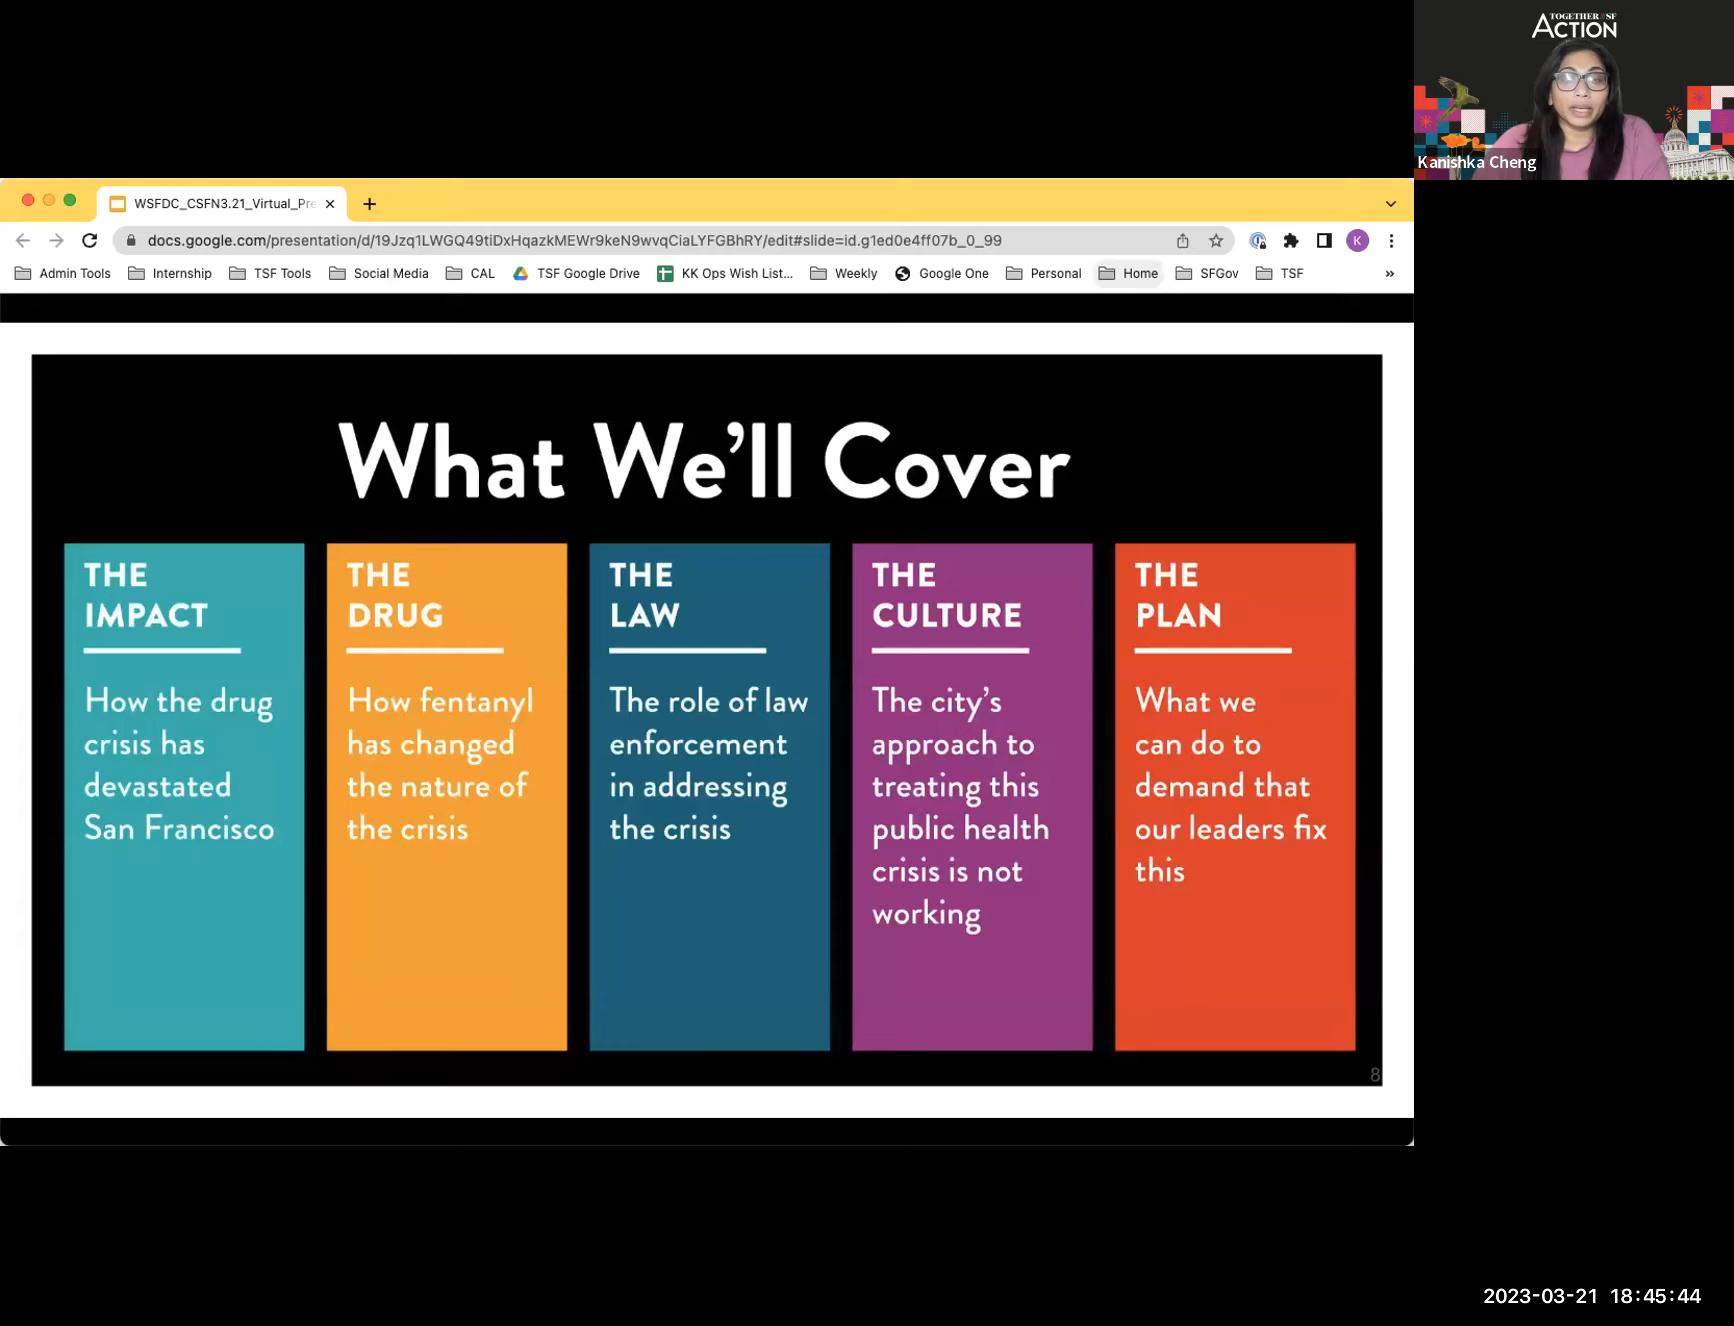 TOGETHER SF
ACTION
Kanishka Cheng
WSFDC_CSFN3.21_Virtual_Pre
docs.google.com/presentation/d/19Jzq1LWGQ49tiDxHqazkMEWr9keN9wvqCiaLYFGBhRY/edit#slide=id.g1ed0e4ff07b_0_99
K
Admin Tools Internship TSF Tools Social Media CAL TSF Google Drive KK Ops Wish List... Weekly Google One Personal Home SFGov TSF »
What We'll Cover
THE
IMPACT
How the drug
crisis has
devastated
San Francisco
THE
DRUG
How fentanyl
has changed
the nature of
the crisis
THE
LAW
The role of law
enforcement
in addressing
the crisis
THE
CULTURE
The city's
approach to
treating this
public health
crisis is not
working
THE
PLAN
What we
can do to
demand that
our leaders fix
this
8
2023-03-21 18:45:44